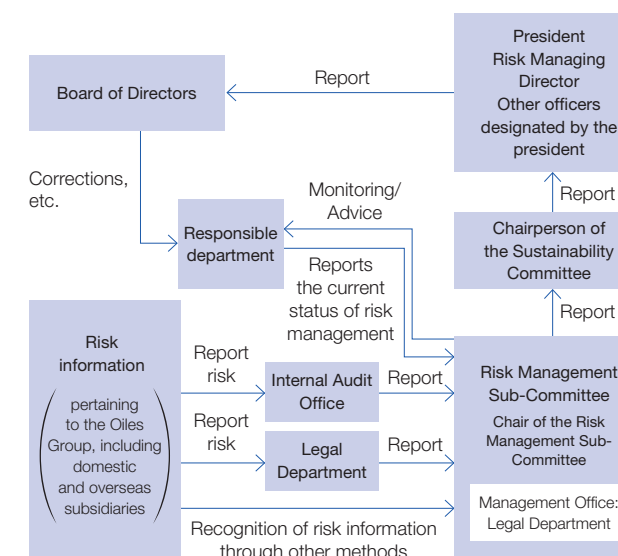 President
Risk Managing
Director
Other officers
designated by the
president
Report
Board of Directors
Corrections,
etc.
Monitoring/
Advice
Report
Responsible
department
Chairperson of
the Sustainability
Committee
Reports
the current
status of risk
management
Report
Risk
information
pertaining
to the Oiles
Group, including
domestic
and overseas
subsidiaries
Report
risk
Internal Audit
Office
Report
Report
risk
Legal
Department
Report
Risk Management
Sub-Committee
Chair of the Risk
Management Sub-
Committee
Management Office:
Legal Department
Recognition of risk information
through other methods